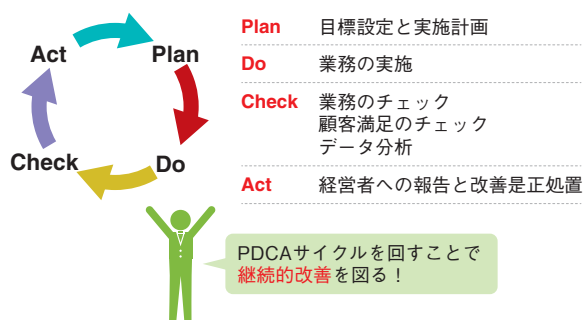 Act
Plan
Check
Do
Plan 目標設定と実施計画
Do 業務の実施
Check 業務のチェック
顧客満足のチェック
データ分析
Act 経営者への報告と改善是正処置
PDCAサイクルを回すことで
継続的改善を図る！